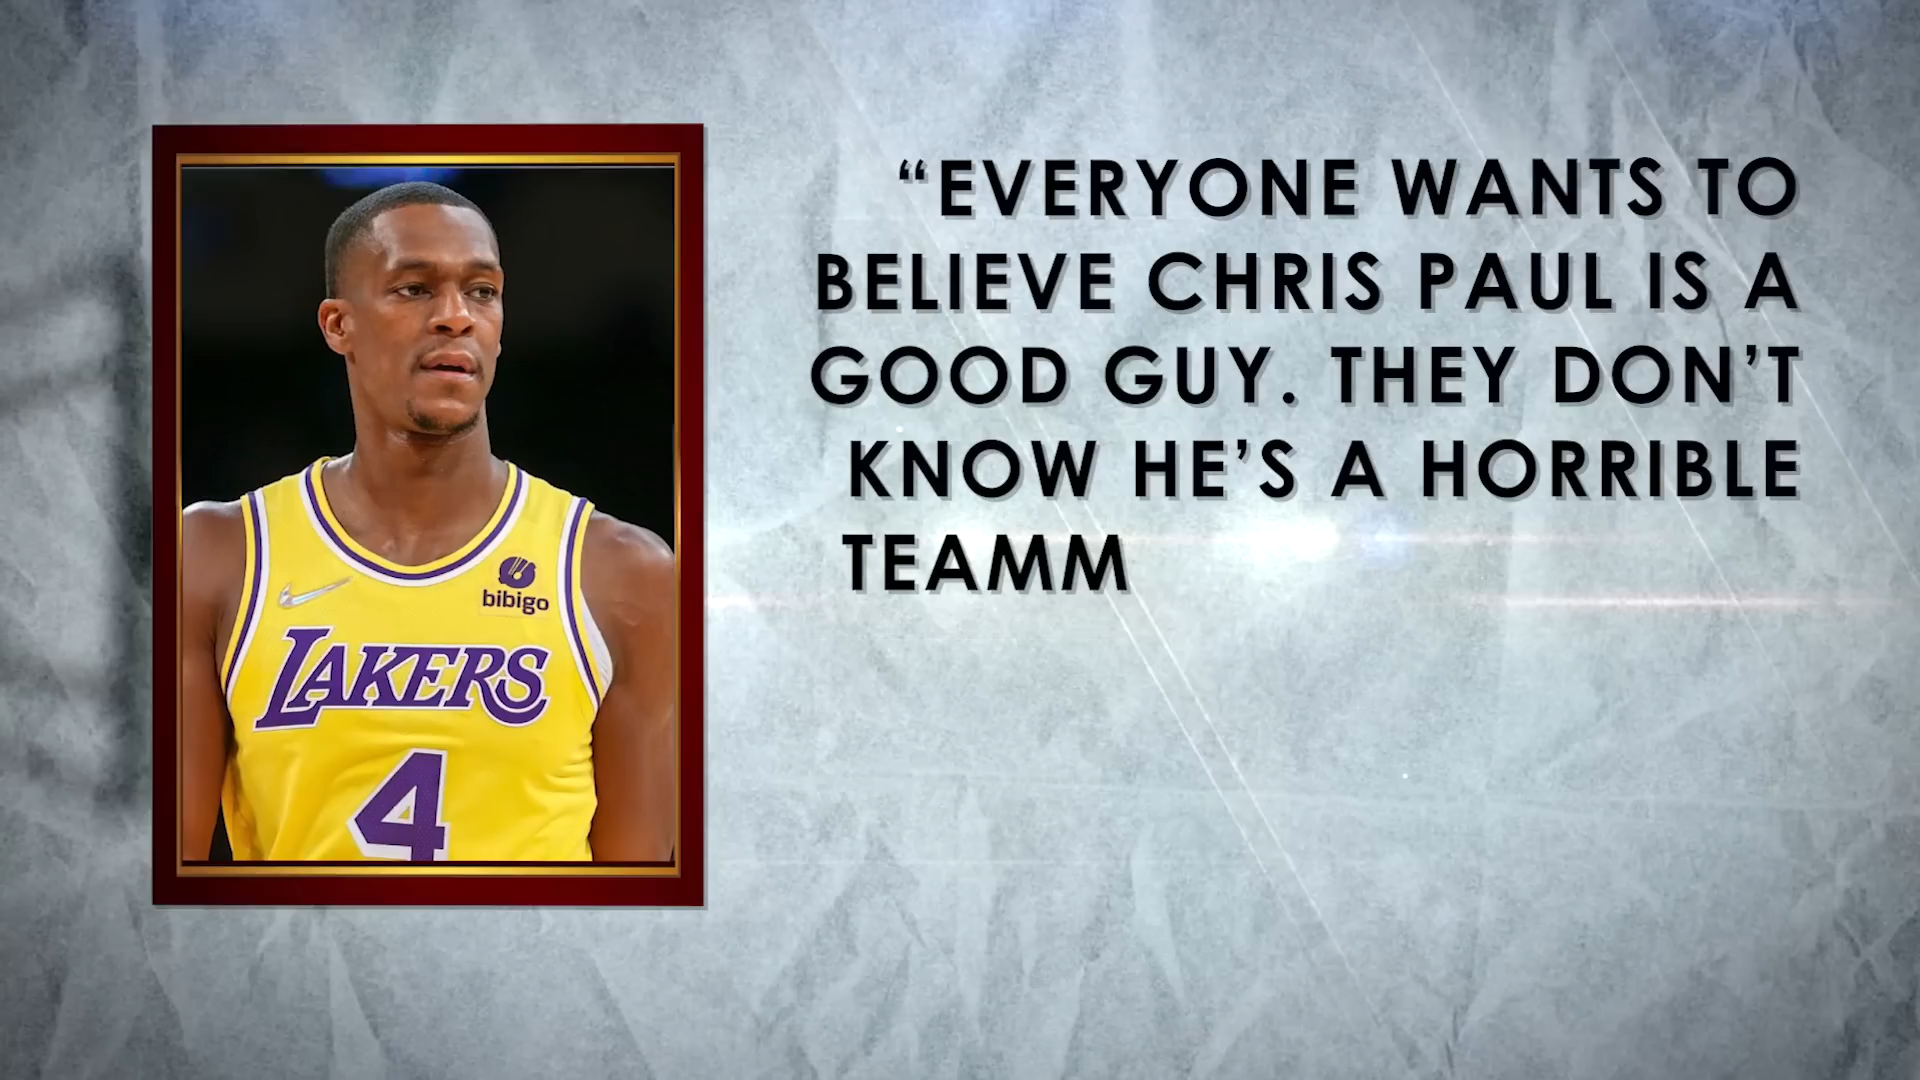 “EVERYONE WANTS TO
BELIEVE CHRIS PAUL IS A
GOOD GUY. THEY DON’T
KNOW HE’S A HORRIBLE
TEAMM
bibigo
LAKERS
4